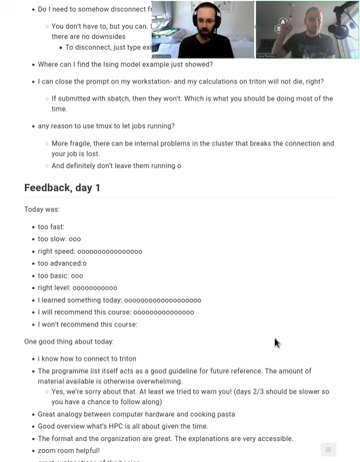 Do I need to somehow disconnect f
You don't have to, but you can.
there are no downsides
To disconnect, just type exi
Where can I find the Ising model example just showed?
I can close the prompt on my workstation- and my calculations on triton will not die, right?
If submitted with sbatch, then they won't. Which is what you should be doing most of the
time.
any reason to use tmux to let jobs running?
More fragile, there can be internal problems in the cluster that breaks the connection and
your job is lost.
And definitely don't leave them running o
Feedback, day 1
Today was:
too fast:
too slow: ooo
right speed: oooooooooooooooo
too advanced:o
too basic: ooo
right level: ooooooooooo
I learned something today: ooooooooooooooooooo
I will recommend this course: ooooooooooooooo
I won't recommend this course:
One good thing about today:
i know how to connect to triton
The programme list itself acts as a good guideline for future reference. The amount of
material available is otherwise overwhelming.
Yes, we're sorry about that. At least we tried to warn you! (days 2/3 should be slower so
you have a chance to follow along)
Great analogy between computer hardware and cooking pasta
Good overview what's HPC is all about given the time.
The format and the organization are great. The explanations are very accessible.
zoom room helpful!
great explanations of the basics